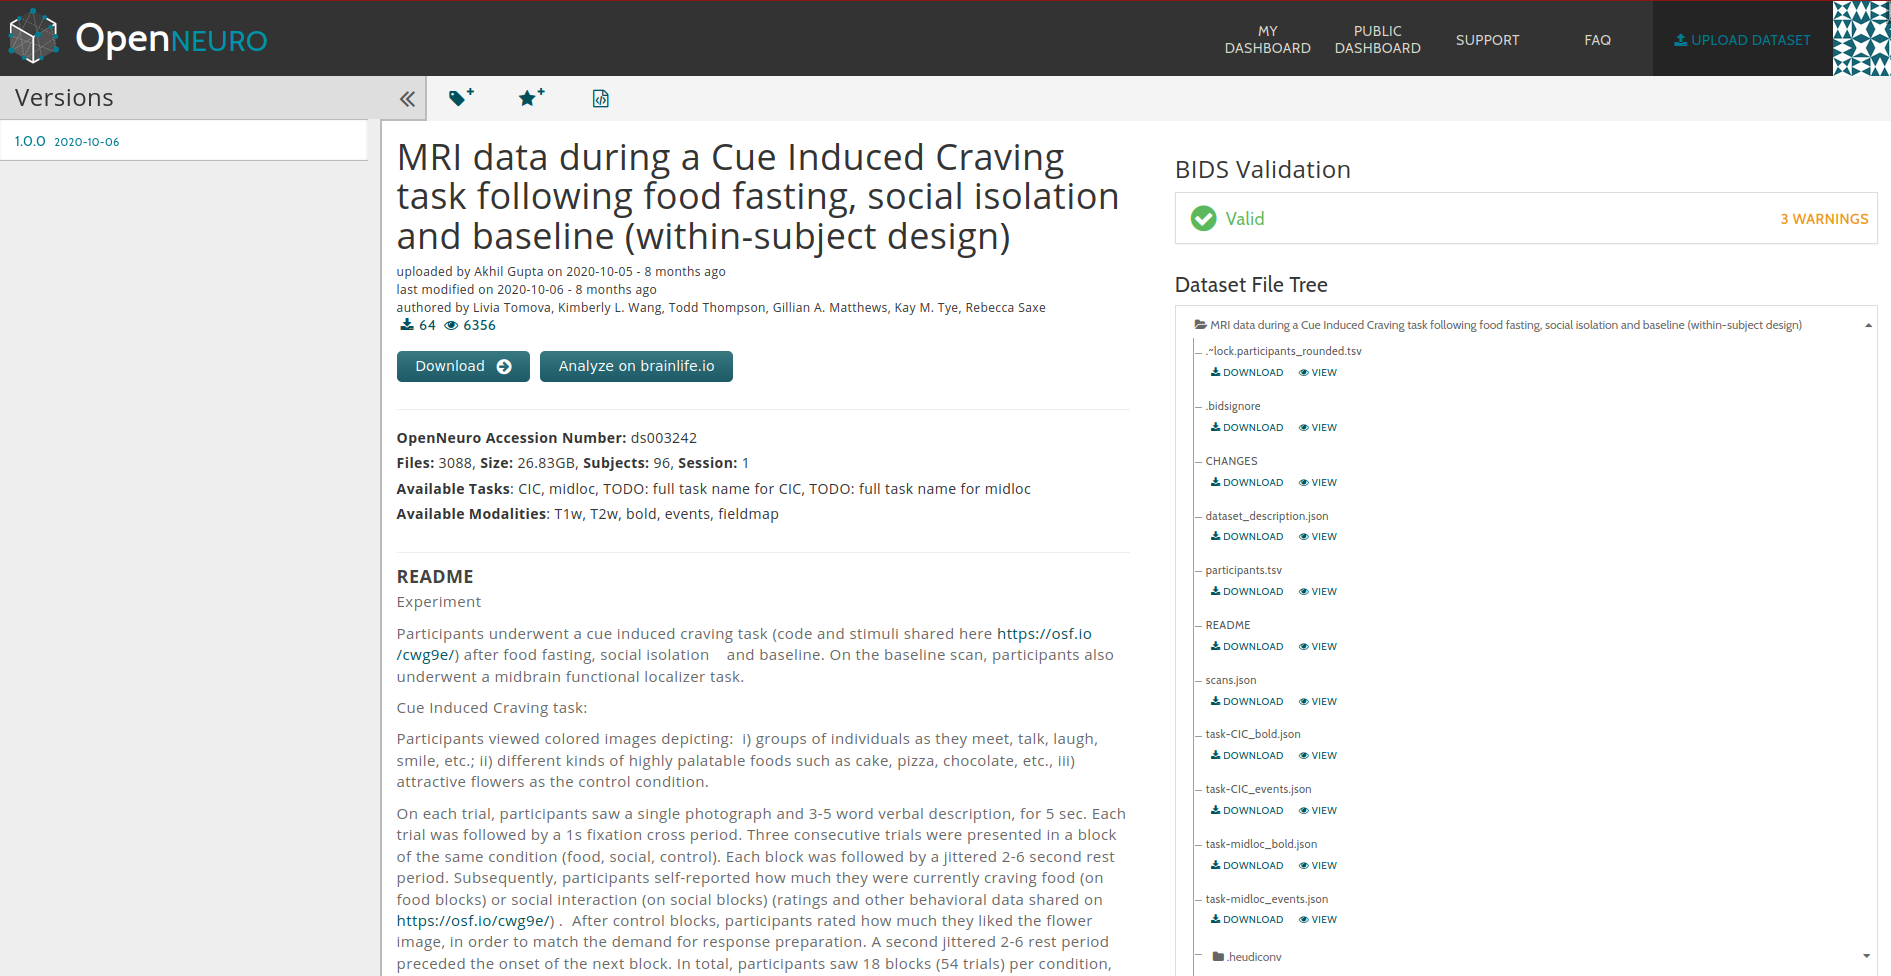 OpenNEURO
MY DASHBOARD
PUBLIC DASHBOARD
SUPPORT
FAQ
UPLOAD DATASET
Versions
1.0.0 2020-10-06
MRI data during a Cue Induced Craving
task following food fasting, social isolation
and baseline (within-subject design)
uploaded by Akhil Gupta on 2020-10-05 - 8 months ago
last modified on 2020-10-06 - 8 months ago
authored by Livia Tomova, Kimberly L. Wang, Todd Thompson, Gillian A. Matthews, Kay M. Tye, Rebecca Saxe
64 6356
Download
Analyze on brainlife.io
OpenNeuro Accession Number: ds003242
Files: 3088, Size: 26.83GB, Subjects: 96, Session: 1
Available Tasks: CIC, midloc, TODO: full task name for CIC, TODO: full task name for midloc
Available Modalities: T1w, T2w, bold, events, fieldmap
README
Experiment
Participants underwent a cue induced craving task (code and stimuli shared here https://osf.io
/cwg9e/) after food fasting, social isolation and baseline. On the baseline scan, participants also
underwent a midbrain functional localizer task.
Cue Induced Craving task:
Participants viewed colored images depicting: i) groups of individuals as they meet, talk, laugh,
smile, etc.; ii) different kinds of highly palatable foods such as cake, pizza, chocolate, etc., iii)
attractive flowers as the control condition.
On each trial, participants saw a single photograph and 3-5 word verbal description, for 5 sec. Each
trial was followed by a 1s fixation cross period. Three consecutive trials were presented in a block
of the same condition (food, social, control). Each block was followed by a jittered 2-6 second rest
period. Subsequently, participants self-reported how much they were currently craving food (on
food blocks) or social interaction (on social blocks) (ratings and other behavioral data shared on
https://osf.io/cwg9e/) . After control blocks, participants rated how much they liked the flower
image, in order to match the demand for response preparation. A second jittered 2-6 rest period
preceded the onset of the next block. In total, participants saw 18 blocks (54 trials) per condition,
BIDS Validation
Valid
3 WARNINGS
Dataset File Tree
MRI data during a Cue Induced Craving task following food fasting, social isolation and baseline (within-subject design)
.~lock.participants_rounded.tsv
DOWNLOAD VIEW
.bidsignore
DOWNLOAD VIEW
CHANGES
DOWNLOAD VIEW
dataset_description.json
DOWNLOAD VIEW
participants.tsv
DOWNLOAD VIEW
README
DOWNLOAD VIEW
scans.json
DOWNLOAD VIEW
task-CIC_bold.json
DOWNLOAD VIEW
task-CIC_events.json
DOWNLOAD VIEW
task-midloc_bold.json
DOWNLOAD VIEW
task-midloc_events.json
DOWNLOAD VIEW
.heudiconv